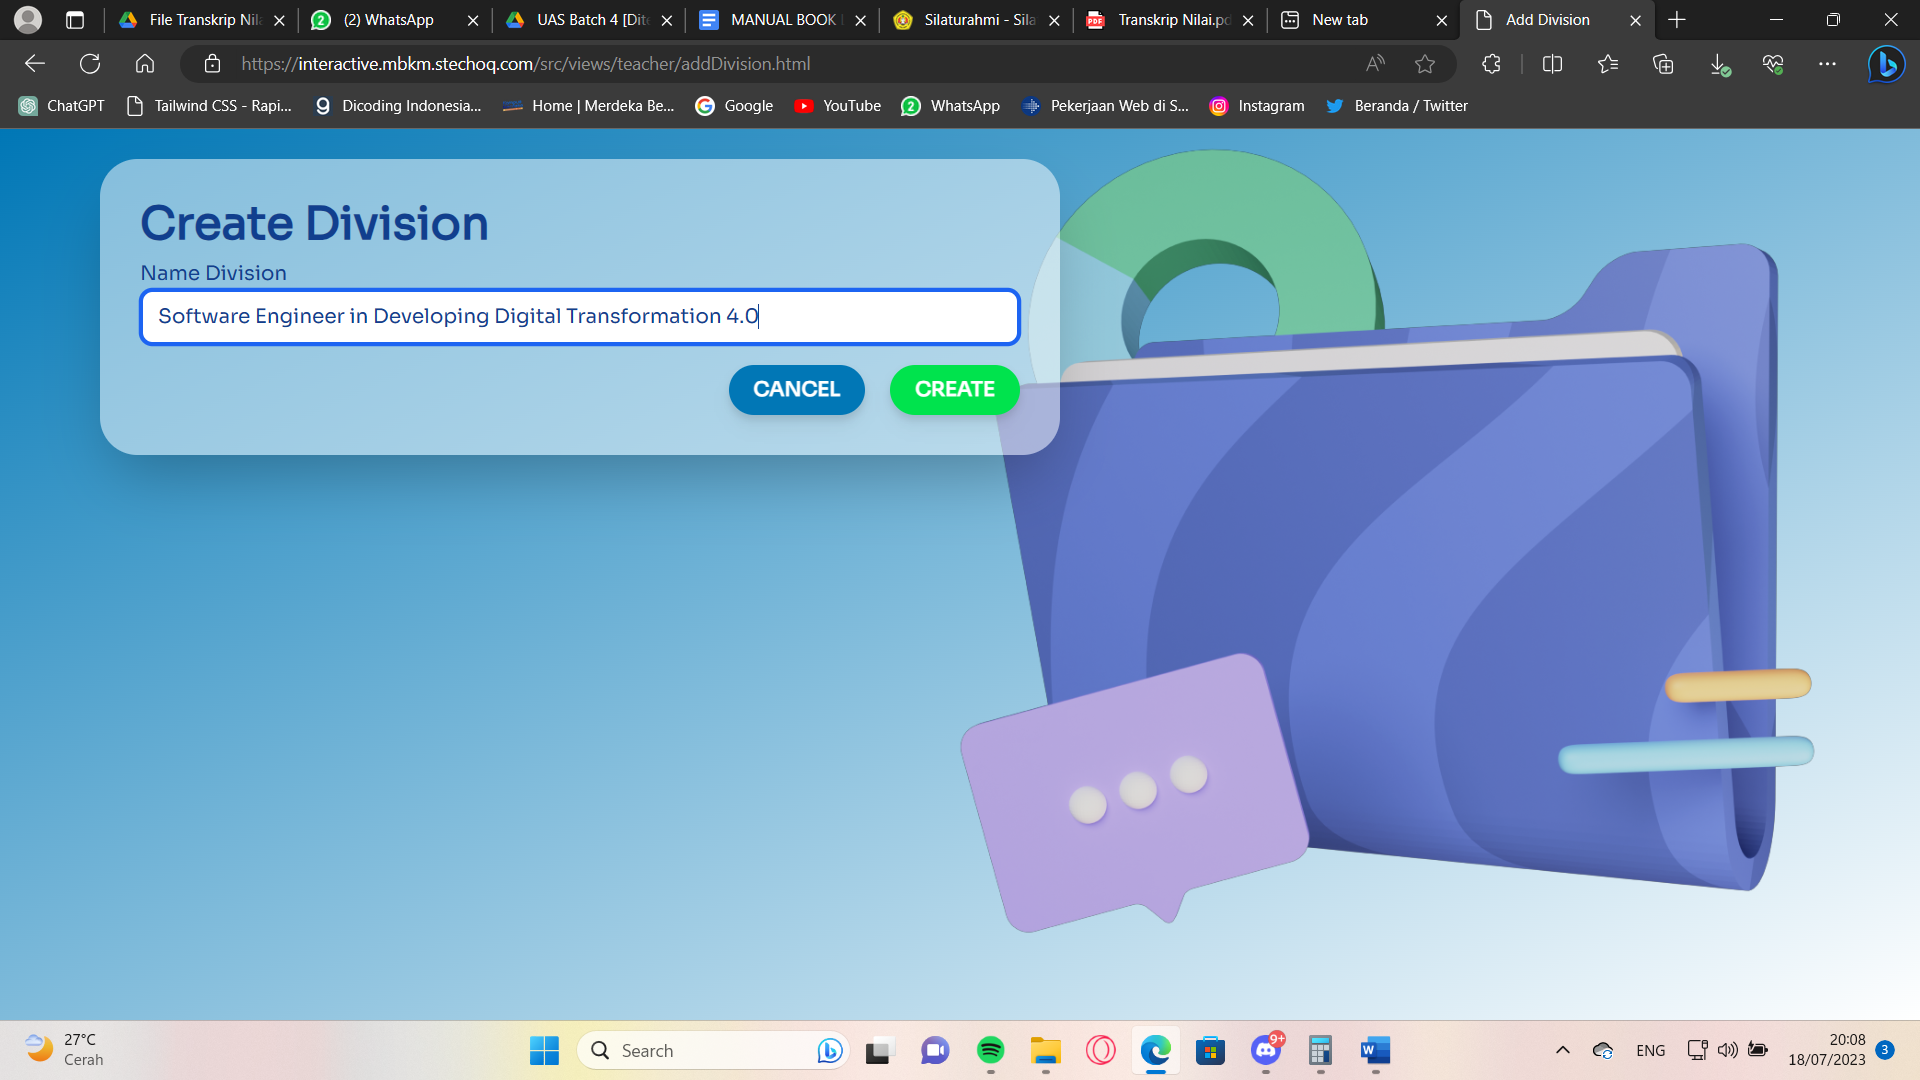 File Transkrip Nil
(2) WhatsApp
UAS Batch 4 [Dit
MANUAL BOOK
Silaturahmi - Sila
Transkrip Nilai.pd
New tab
Add Division
https://interactive.mbkm.stechoq.com/src/views/teacher/addDivision.html
ChatGPT
Tailwind CSS - Rapi...
Dicoding Indonesia...
Home | Merdeka Be...
Google
YouTube
WhatsApp
Pekerjaan Web di S...
Instagram
Beranda / Twitter
Create Division
Name Division
Software Engineer in Developing Digital Transformation 4.0
CANCEL CREATE
27°C
Cerah
Search
9+
ENG
20:08
18/07/2023
3